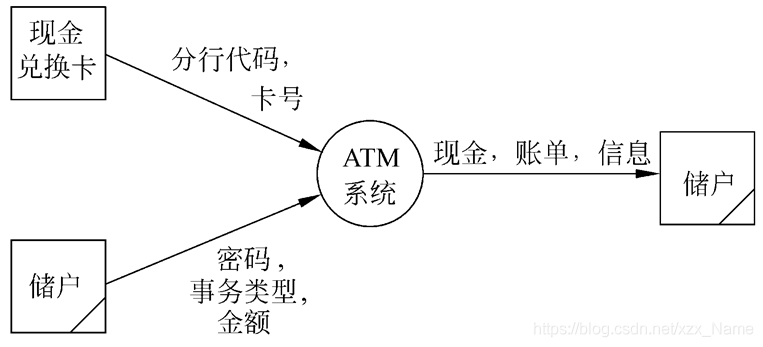 现金
兑换卡
分行代码，
卡号
ATM
系统
现金，账单，信息
储户
储户
密码，
事务类型，
金额
https://blog.csdn.net/xzx_Name